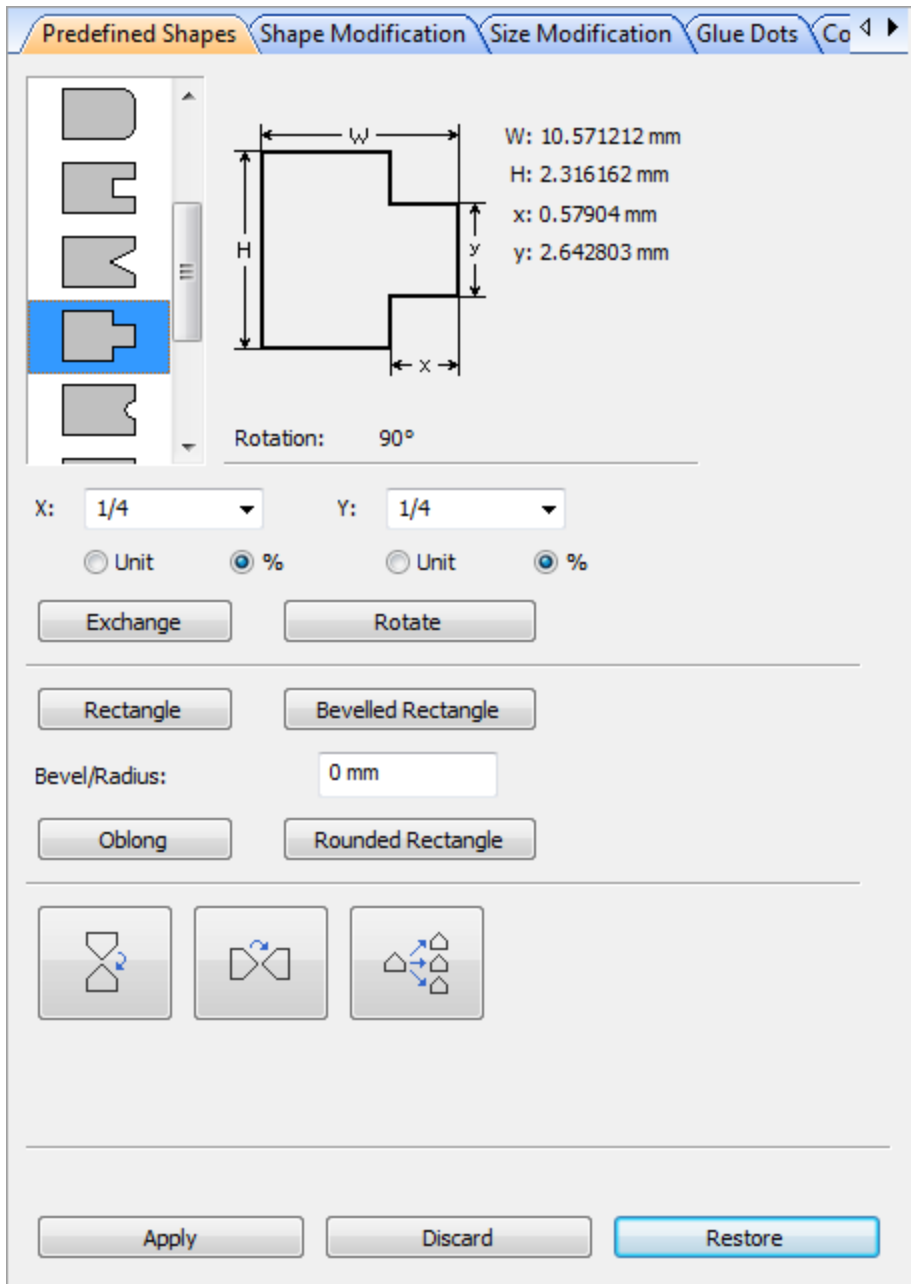 Predefined Shapes Shape Modification Size Modification Glue Dots Co
W
H
y
x
W: 10.571212 mm
H: 2.316162 mm
x: 0.57904 mm
y: 2.642803 mm
Rotation: 90°
X: 1/4 Y: 1/4
Unit % Unit %
Exchange Rotate
Rectangle Bevelled Rectangle
Bevel/Radius: 0 mm
Oblong Rounded Rectangle
Apply Discard Restore